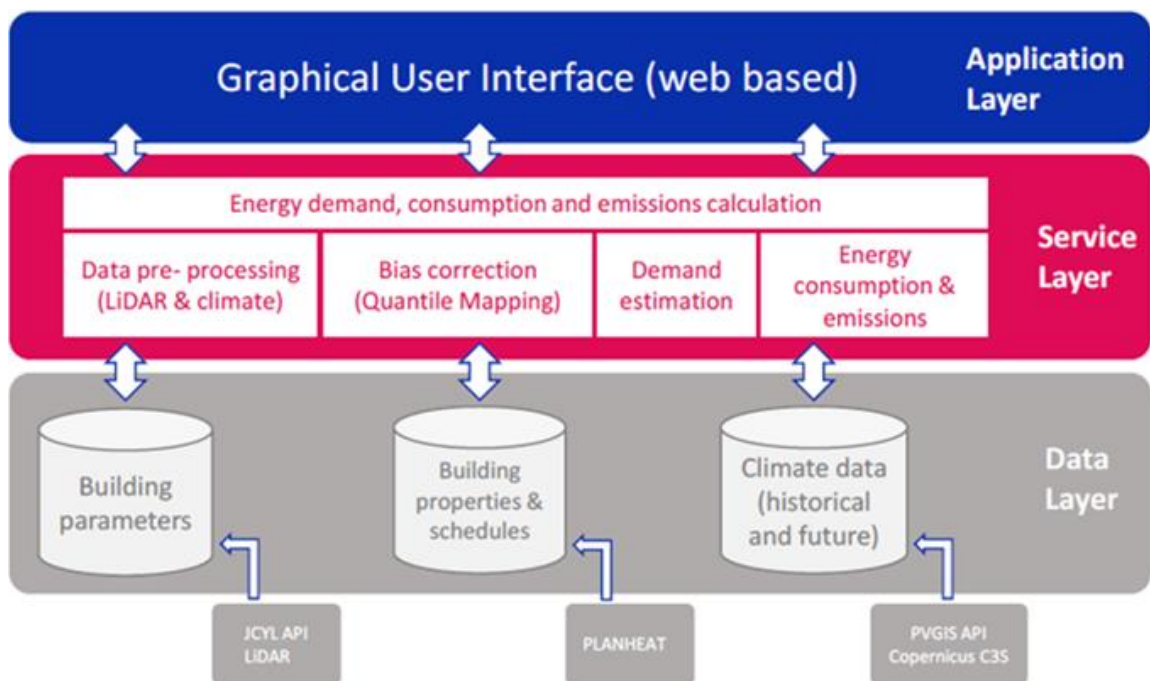 Graphical User Interface (web based)
Application
Layer
Energy demand, consumption and emissions calculation
Data pre- processing
(LiDAR & climate)
Bias correction
(Quantile Mapping)
Demand
estimation
Energy
consumption &
emissions
Service
Layer
Building
parameters
Building
properties &
schedules
Climate data
(historical
and future)
Data
Layer
JCYL API
LiDAR
PLANHEAT
PVGIS API
Copernicus C3S